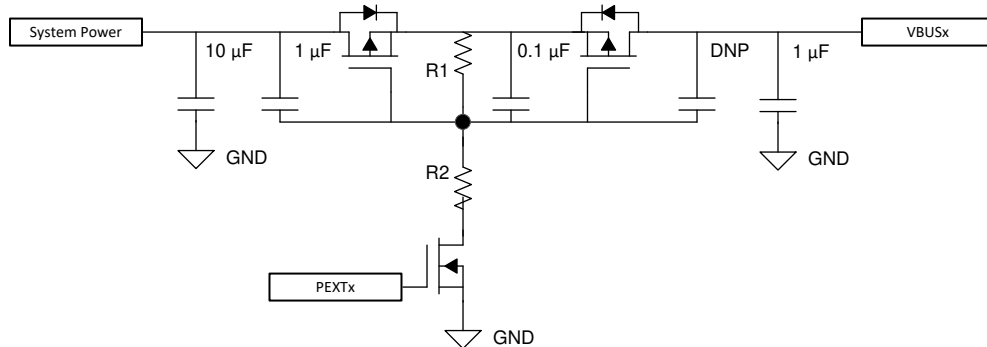 System Power
10 µF
1 µF
R1
0.1 µF
DNP
1 µF
VBUSx
GND
GND
R2
PEXTx
GND